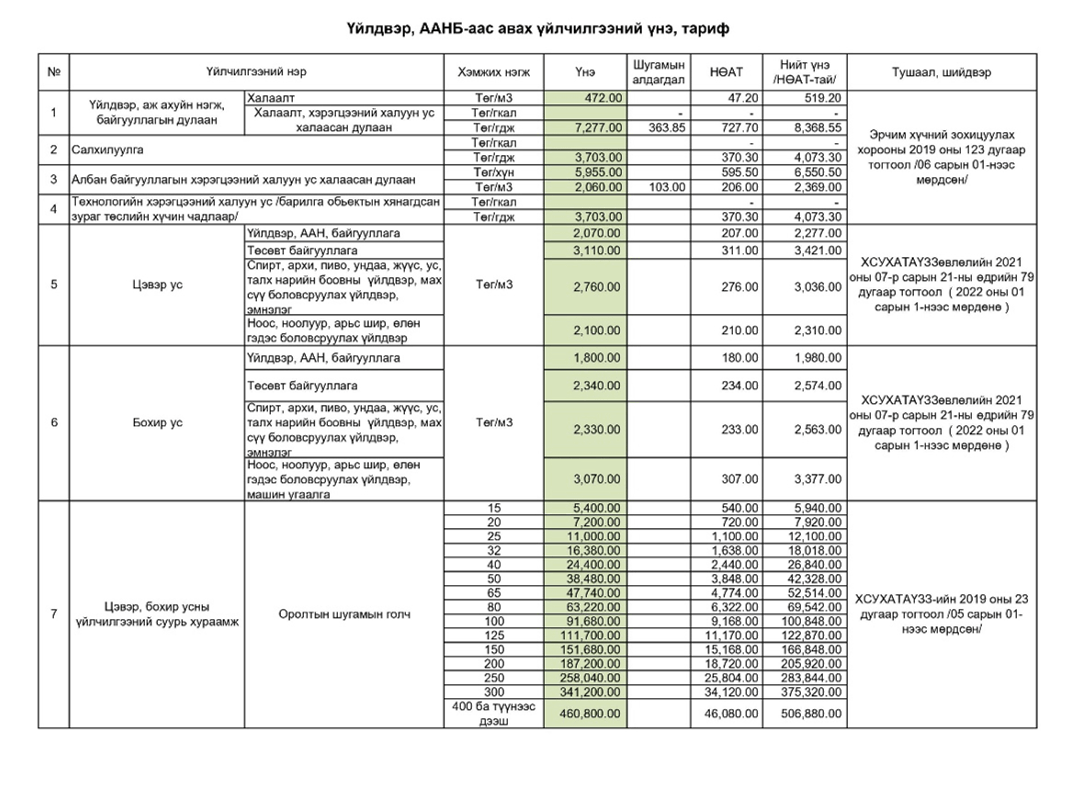 Үйлдвэр, ААНБ-аас авах үйлчилгээний үнэ, тариф
№ Үйлчилгээний нэр Хэмжих нэгж Үнэ Шугамын алдагдал НӨАТ Нийт үнэ /НӨАТ-тай/ Тушаал, шийдвэр
1 Үйлдвэр, аж ахуйн нэгж, байгууллагын дулаан
Халаалт Төг/м3 472.00 47.20 519.20
Халаалт, хэрэгцээний халуун ус халаасан дулаан
Төг/гкал - - -
Төг/гдж 7,277.00 363.85 727.70 8,368.55
2 Салхилуулга
Төг/гкал - -
Төг/гдж 3,703.00 370.30 4,073.30
3 Албан байгууллагын хэрэгцээний халуун ус халаасан дулаан
Төг/хүн 5,955.00 595.50 6,550.50
Төг/м3 2,060.00 103.00 206.00 2,369.00
4 Технологийн хэрэгцээний халуун ус /барилга обьектын хянагдсан
зураг төслийн хүчин чадлаар/
Төг/гкал - -
Төг/гдж 3,703.00 370.30 4,073.30
Эрчим хүчний зохицуулах
хорооны 2019 оны 123 дугаар
тогтоол /06 сарын 01-нээс
мөрдсөн/
5 Цэвэр ус Төг/м3
Үйлдвэр, ААН, байгууллага 2,070.00 207.00 2,277.00
Төсөвт байгууллага 3,110.00 311.00 3,421.00
Спирт, архи, пиво, ундаа, жүүс, ус,
талх нарийн боовны үйлдвэр, мах
сүү боловсруулах үйлдвэр,
эмнэлэг
2,760.00 276.00 3,036.00
Ноос, ноолуур, арьс шир, өлөн
гэдэс боловсруулах үйлдвэр
2,100.00 210.00 2,310.00
ХСУХАТАҮЗЗөвлөлийн 2021
оны 07-р сарын 21-ны өдрийн 79
дугаар тогтоол ( 2022 оны 01
сарын 1-нээс мөрдөнө )
6 Бохир ус Төг/м3
Үйлдвэр, ААН, байгууллага 1,800.00 180.00 1,980.00
Төсөвт байгууллага 2,340.00 234.00 2,574.00
Спирт, архи, пиво, ундаа, жүүс, ус,
талх нарийн боовны үйлдвэр, мах
сүү боловсруулах үйлдвэр,
эмнэлэг
2,330.00 233.00 2,563.00
Ноос, ноолуур, арьс шир, өлөн
гэдэс боловсруулах үйлдвэр,
машин угаалга
3,070.00 307.00 3,377.00
ХСУХАТАҮЗЗөвлөлийн 2021
оны 07-р сарын 21-ны өдрийн 79
дугаар тогтоол ( 2022 оны 01
сарын 1-нээс мөрдөнө )
7 Цэвэр, бохир усны
үйлчилгээний суурь хураамж
Оролтын шугамын голч
15 5,400.00 540.00 5,940.00
20 7,200.00 720.00 7,920.00
25 11,000.00 1,100.00 12,100.00
32 16,380.00 1,638.00 18,018.00
40 24,400.00 2,440.00 26,840.00
50 38,480.00 3,848.00 42,328.00
65 47,740.00 4,774.00 52,514.00
80 63,220.00 6,322.00 69,542.00
100 91,680.00 9,168.00 100,848.00
125 111,700.00 11,170.00 122,870.00
150 151,680.00 15,168.00 166,848.00
200 187,200.00 18,720.00 205,920.00
250 258,040.00 25,804.00 283,844.00
300 341,200.00 34,120.00 375,320.00
400 ба түүнээс
дээш
460,800.00 46,080.00 506,880.00
ХСУХАТАҮЗЗ-ийн 2019 оны 23
дугаар тогтоол /05 сарын 01-
нээс мөрдсөн/